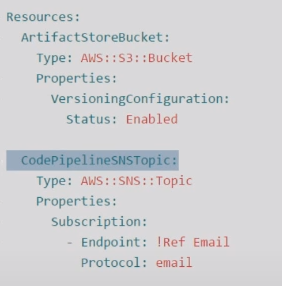 Resources:
ArtifactStoreBucket:
Type: AWS::S3::Bucket
Properties:
VersioningConfiguration:
Status: Enabled
CodePipelineSNSTopic:
Type: AWS::SNS::Topic
Properties:
Subscription:
- Endpoint: !Ref Email
Protocol: email